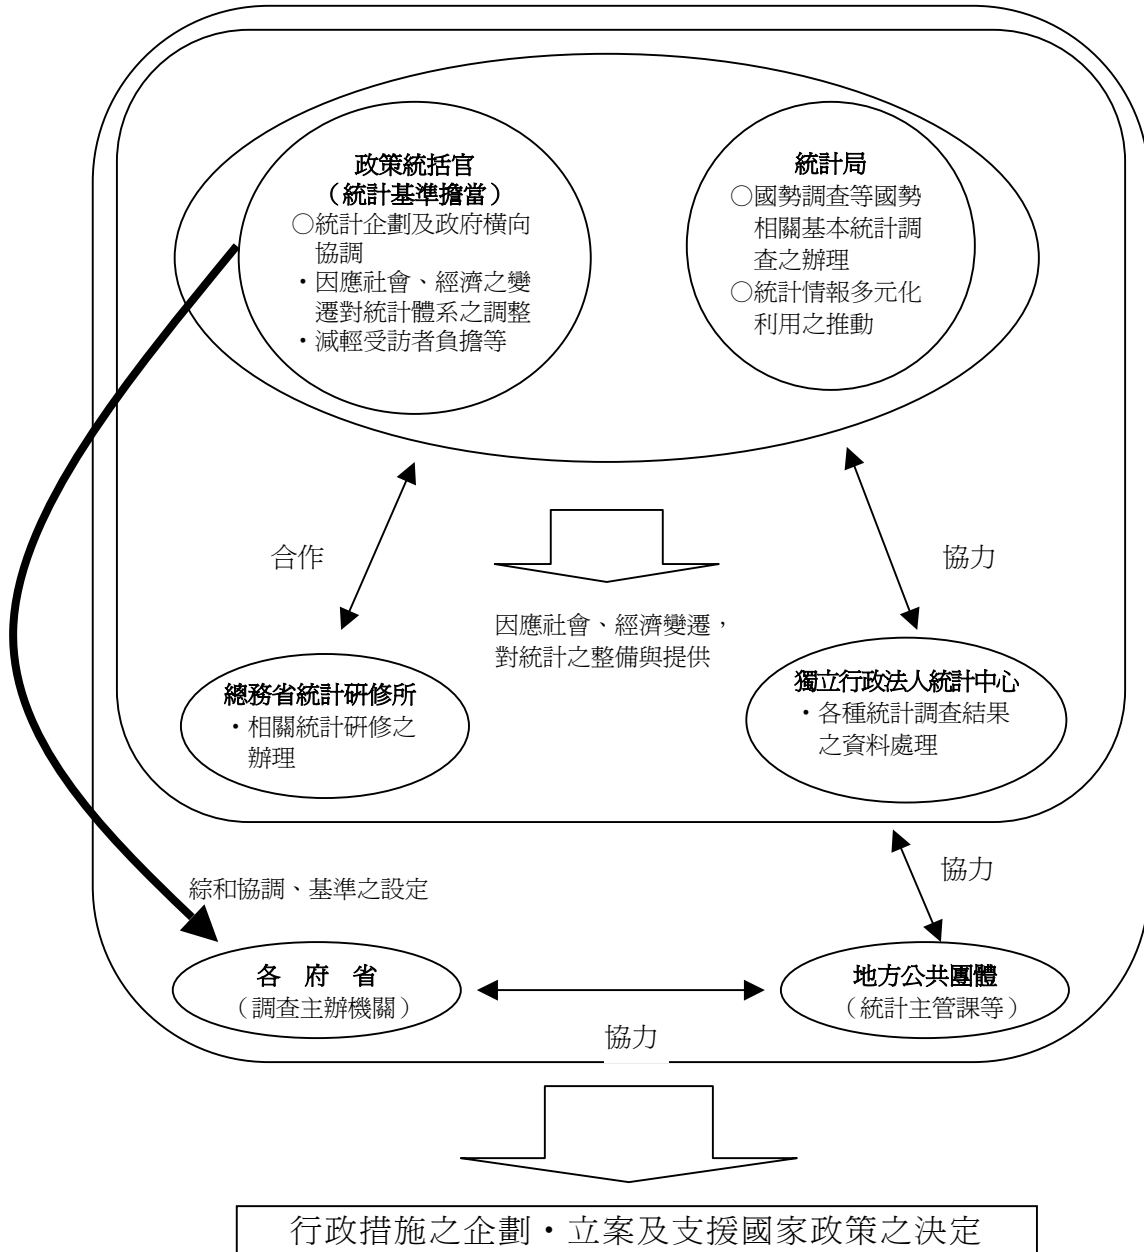 政策統括官
（統計基準擔當）
○統計企劃及政府橫向
協調
・因應社會、經濟之變
遷對統計體系之調整
・減輕受訪者負擔等
統計局
○國勢調查等國勢
相關基本統計調
查之辦理
○統計情報多元化
利用之推動
合作
協力
因應社會、經濟變遷，
對統計之整備與提供
總務省統計研修所
・相關統計研修之
辦理
獨立行政法人統計中心
・各種統計調查結果
之資料處理
協力
綜和協調、基準之設定
各　府　省
（調查主辦機關）
地方公共團體
（統計主管課等）
協力
行政措施之企劃・立案及支援國家政策之決定